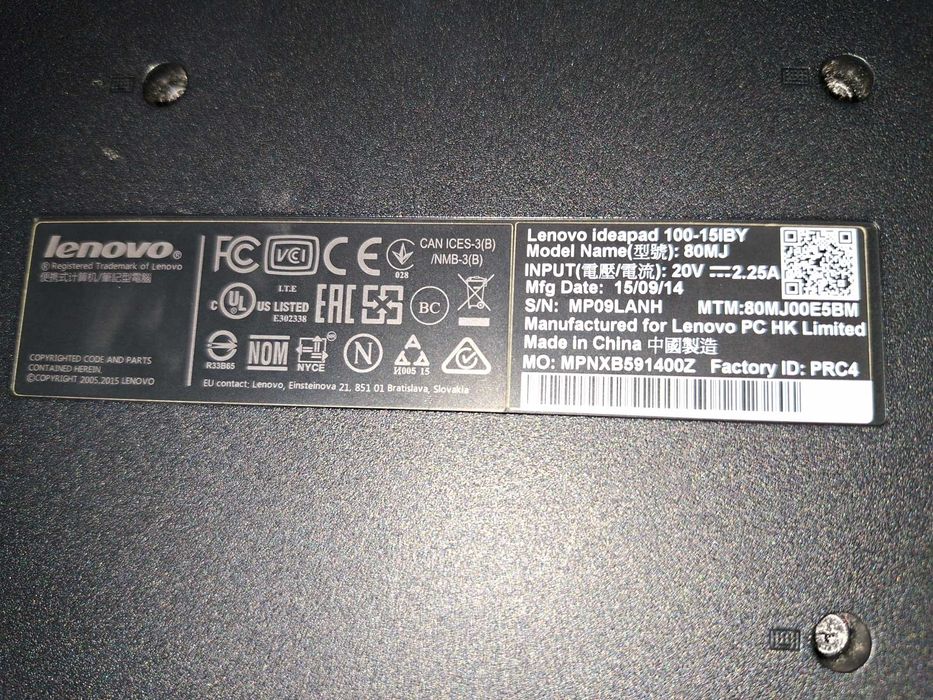 lenovo®
® Registered Trademark of Lenovo
便携式计算机/筆記型電腦
COPYRIGHTED CODE AND PARTS
CONTAINED HEREIN.
©COPYRIGHT 2005,2015 LENOVO
FC VCI CE 028
CAN ICES-3(B)
/NMB-3(B)
I.T.E
C UL US LISTED
E302338
EAC BC
R33B65
NOM
NYCE
N
И005 15
EU contact: Lenovo, Einsteinova 21, 851 01 Bratislava, Slovakia
Lenovo ideapad 100-15IBY
Model Name(型號): 80MJ
INPUT(電壓/電流): 20V ⎓ 2.25A
Mfg Date: 15/09/14
S/N: MP09LANH MTM:80MJ00E5BM
Manufactured for Lenovo PC HK Limited
Made in China 中國製造
MO: MPNXB591400Z Factory ID: PRC4